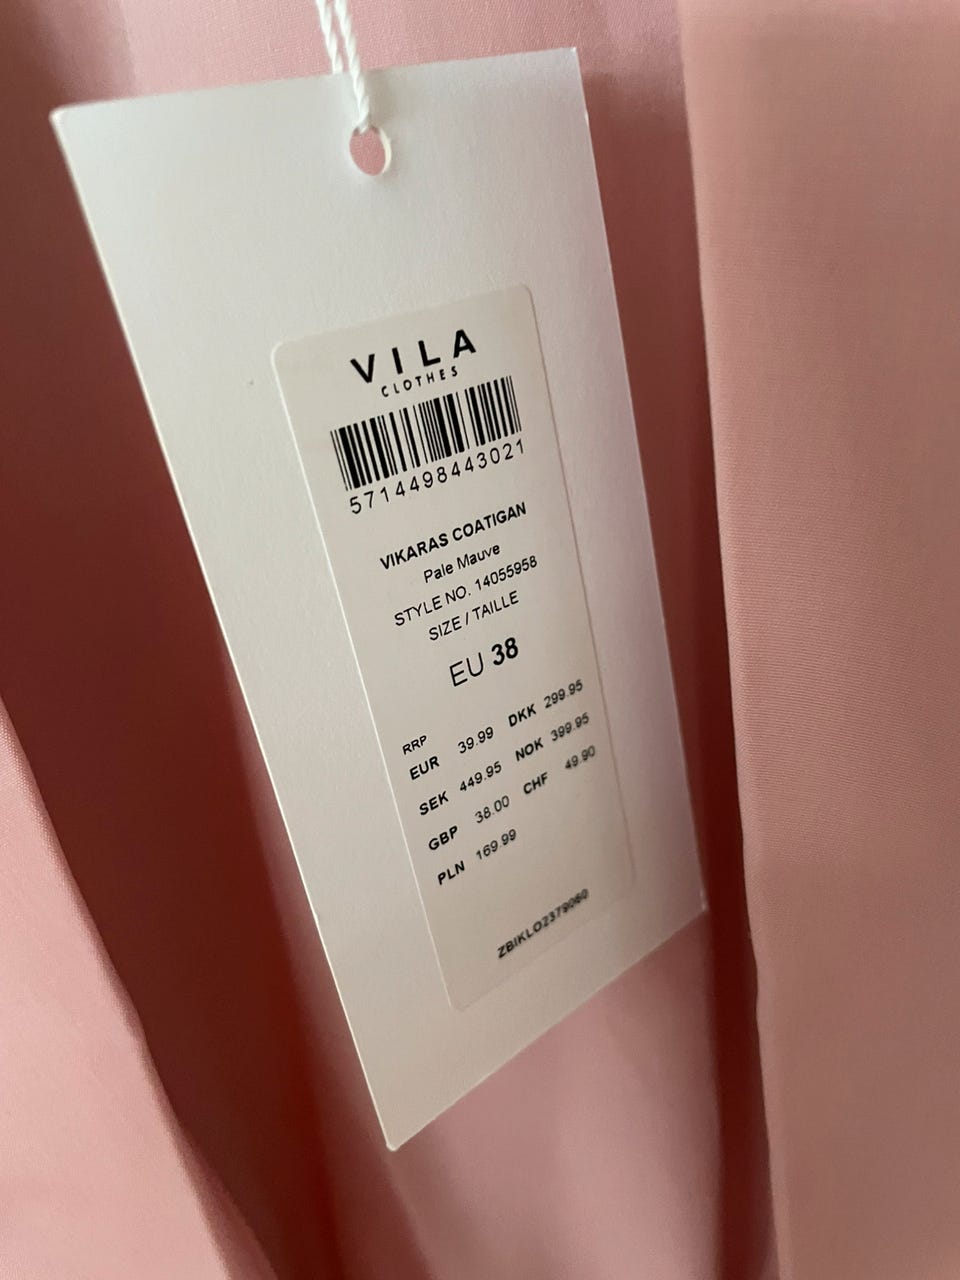 VILA
CLOTHES
5714498443021
VIKARAS COATIGAN
Pale Mauve
STYLE NO. 14055958
SIZE / TAILLE
EU 38
RRP
EUR 39.99 DKK 299.95
SEK 449.95 NOK 399.95
GBP 38.00 CHF 49.90
PLN 169.99
ZBIKLO2379060